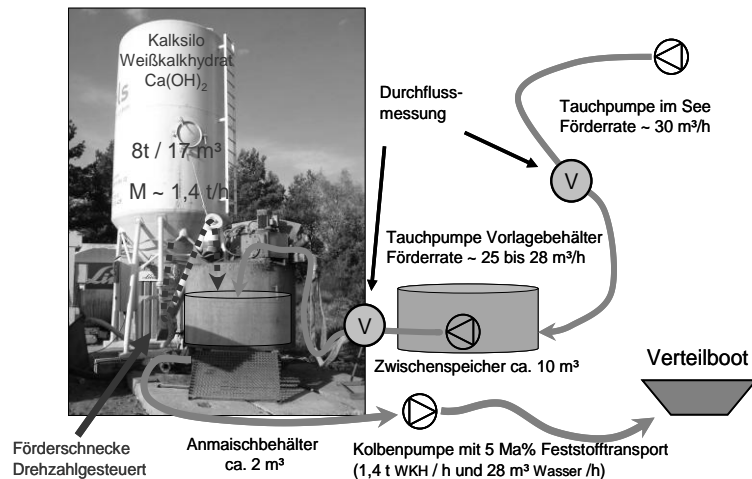 Kalksilo
Weißkalkhydrat
Ca(OH)₂
8t / 17 m³
M ~ 1,4 t/h
Durchfluss-
messung
Tauchpumpe im See
Förderrate ~ 30 m³/h
V
Tauchpumpe Vorlagebehälter
Förderrate ~ 25 bis 28 m³/h
V
Zwischenspeicher ca. 10 m³
Verteilboot
Förderschnecke
Drehzahlgesteuert
Anmaischbehälter
ca. 2 m³
Kolbenpumpe mit 5 Ma% Feststofftransport
(1,4 t WKH / h und 28 m³ Wasser /h)